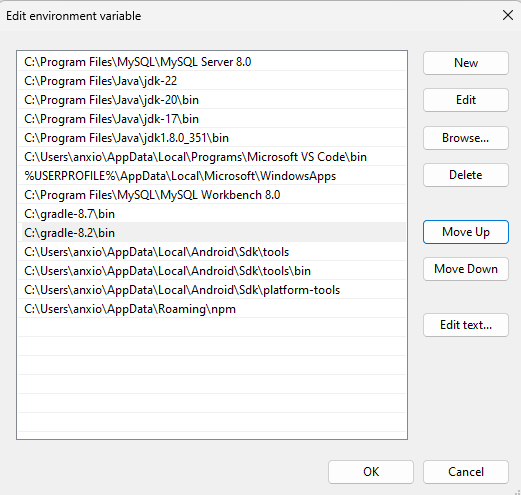 Edit environment variable
C:\Program Files\MySQL\MySQL Server 8.0
C:\Program Files\Java\jdk-22
C:\Program Files\Java\jdk-20\bin
C:\Program Files\Java\jdk-17\bin
C:\Program Files\Java\jdk1.8.0_351\bin
C:\Users\anxio\AppData\Local\Programs\Microsoft VS Code\bin
%USERPROFILE%\AppData\Local\Microsoft\WindowsApps
C:\Program Files\MySQL\MySQL Workbench 8.0
C:\gradle-8.7\bin
C:\gradle-8.2\bin
C:\Users\anxio\AppData\Local\Android\Sdk\tools
C:\Users\anxio\AppData\Local\Android\Sdk\tools\bin
C:\Users\anxio\AppData\Local\Android\Sdk\platform-tools
C:\Users\anxio\AppData\Roaming\npm
New
Edit
Browse...
Delete
Move Up
Move Down
Edit text...
OK
Cancel